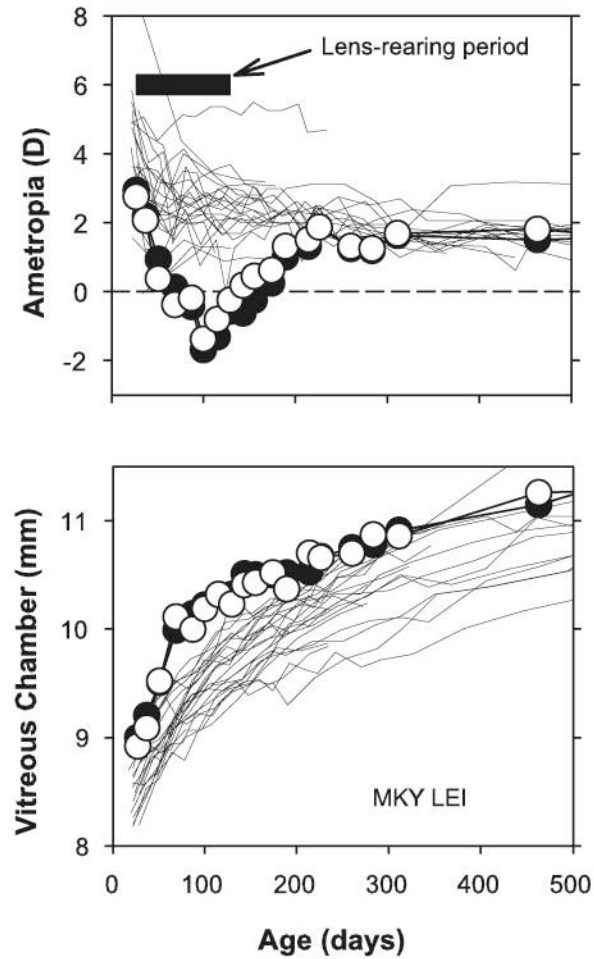 8
6
4
2
0
-2
Ametropia (D)
Lens-rearing period
11
10
9
8
Vitreous Chamber (mm)
MKY LEI
0 100 200 300 400 500
Age (days)